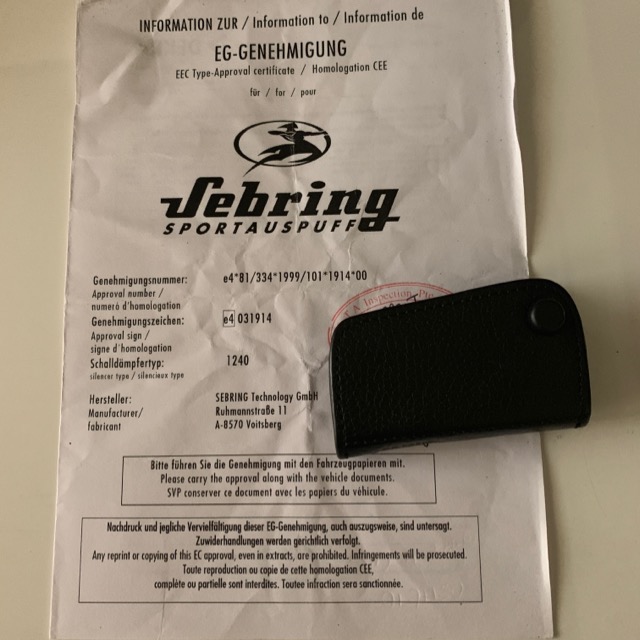 INFORMATION ZUR / Information to / Information de
EG-GENEHMIGUNG
EEC Type-Approval certificate / Homologation CEE
für / for / pour
Sebring
SPORTAUSPUFF
Genehmigungsnummer: e4*81/334*1999/101*1914*00
Approval number /
numeró d'homologation
Genehmigungszeichen: e4 031914
Approval sign /
signe d'homologation
Schalldämpfertyp: 1240
silencer type / silencieux type
Hersteller: SEBRING Technology GmbH
Manufacturer/ Ruhmannstraße 11
fabricant A-8570 Voitsberg
Inspection
Bitte führen Sie die Genehmigung mit den Fahrzeugpapieren mit.
Please carry the approval along with the vehicle documents.
SVP conserver ce document avec les papiers du véhicule.
Nachdruck und jegliche Vervielfältigung dieser EG-Genehmigung, auch auszugsweise, sind untersagt.
Zuwiderhandlungen werden gerichtlich verfolgt.
Any reprint or copying of this EC approval, even in extracts, are prohibited. Infringements will be prosecuted.
Toute reproduction ou copie de cette homologation CEE,
complète ou partielle sont interdites. Toutee infraction sera sanctionnée.